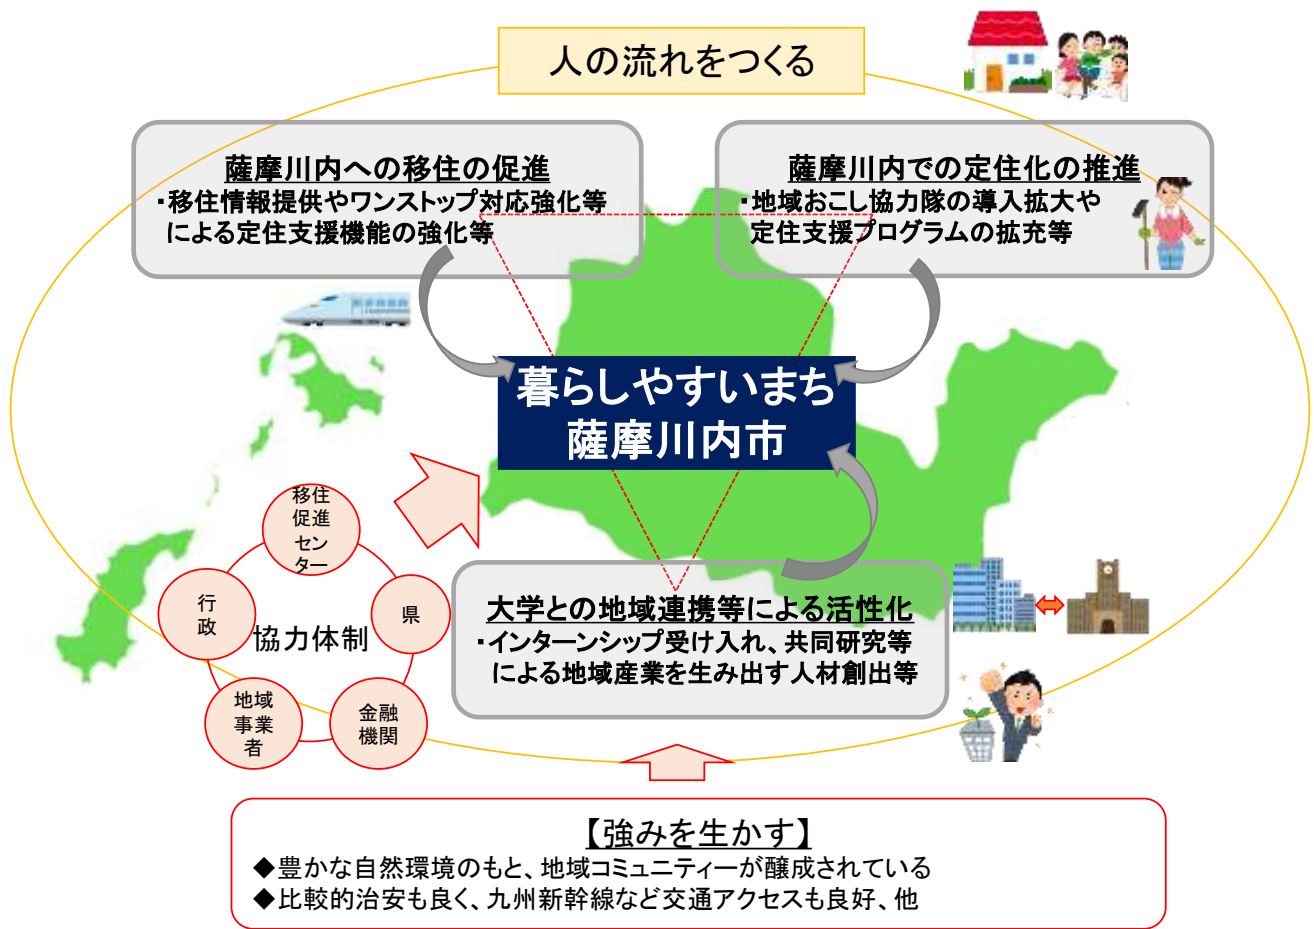 人の流れをつくる
薩摩川内への移住の促進
・移住情報提供やワンストップ対応強化等
による定住支援機能の強化等
薩摩川内での定住化の推進
・地域おこし協力隊の導入拡大や
定住支援プログラムの拡充等
暮らしやすいまち
薩摩川内市
移住
促進
セン
ター
行
政
県
協力体制
地域
事業
者
金融
機関
大学との地域連携等による活性化
・インターンシップ受け入れ、共同研究等
による地域産業を生み出す人材創出等
【強みを生かす】
◆豊かな自然環境のもと、地域コミュニティーが醸成されている
◆比較的治安も良く、九州新幹線など交通アクセスも良好、他